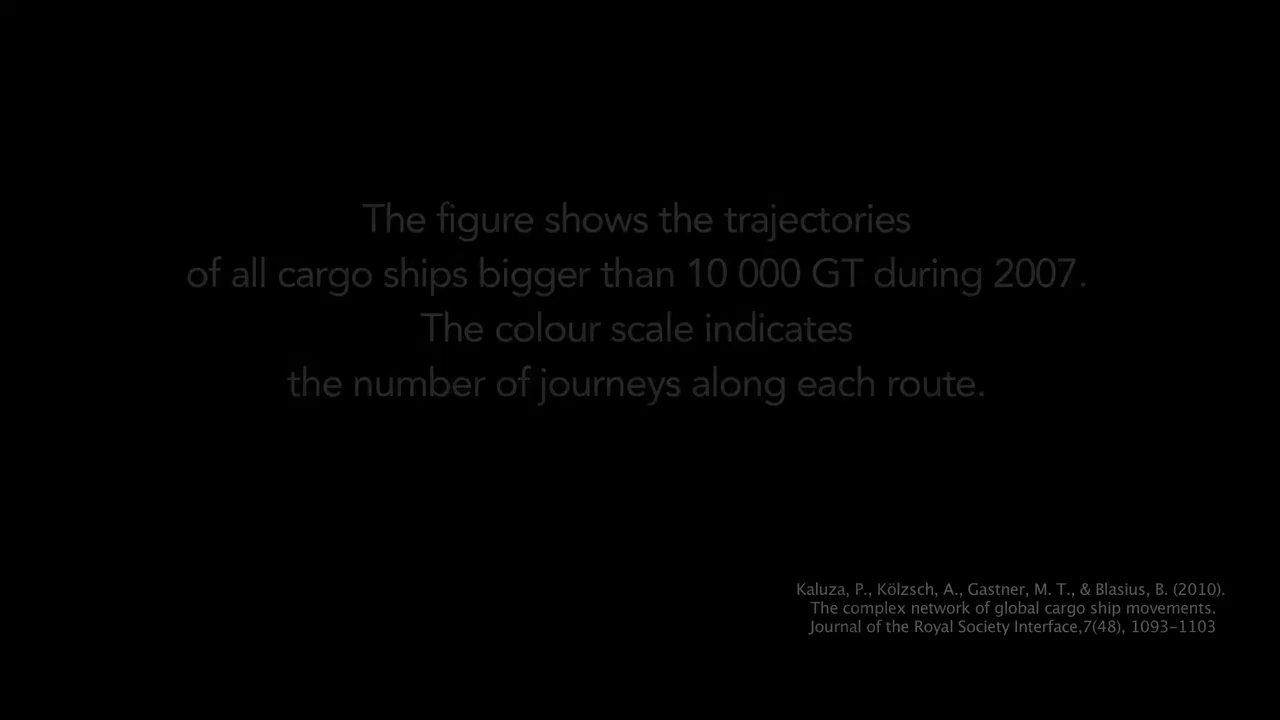 The figure shows the trajectories
of all cargo ships bigger than 10 000 GT during 2007.
The colour scale indicates
the number of journeys along each route.
Kaluza, P., Kölzsch, A., Gastner, M. T., & Blasius, B. (2010).
The complex network of global cargo ship movements.
Journal of the Royal Society Interface,7(48), 1093-1103